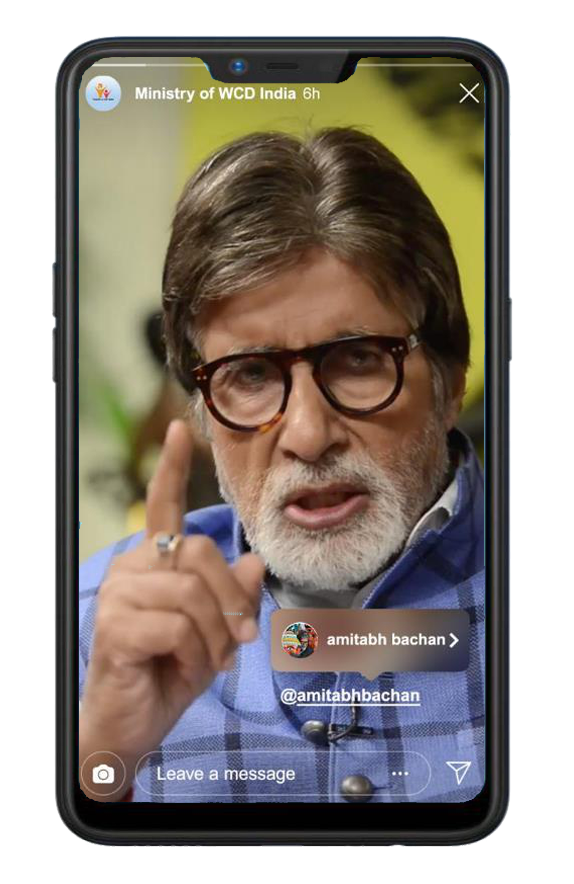 Ministry of WCD India 6h
amitabh bachan
@amitabhbachan
Leave a message